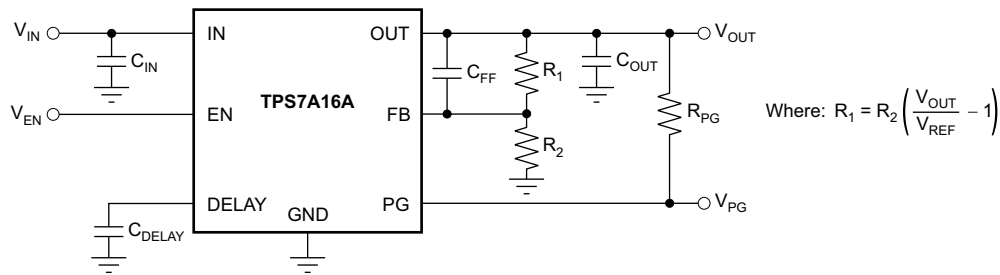 V_IN
IN
OUT
V_OUT
C_IN
C_FF
R_1
C_OUT
TPS7A16A
V_EN
EN
FB
R_PG
Where: R_1 = R_2 ( V_OUT / V_REF − 1 )
R_2
DELAY
GND
PG
V_PG
C_DELAY